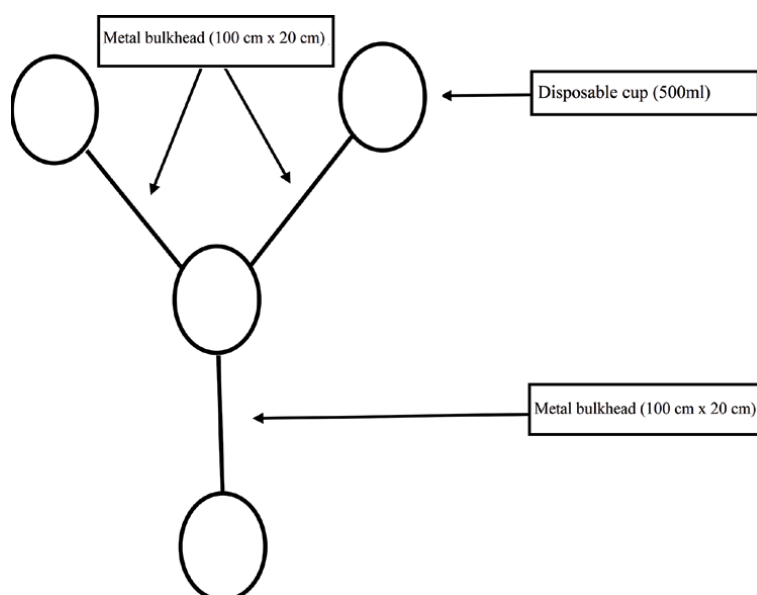 Metal bulkhead (100 cm x 20 cm)
Disposable cup (500ml)
Metal bulkhead (100 cm x 20 cm)